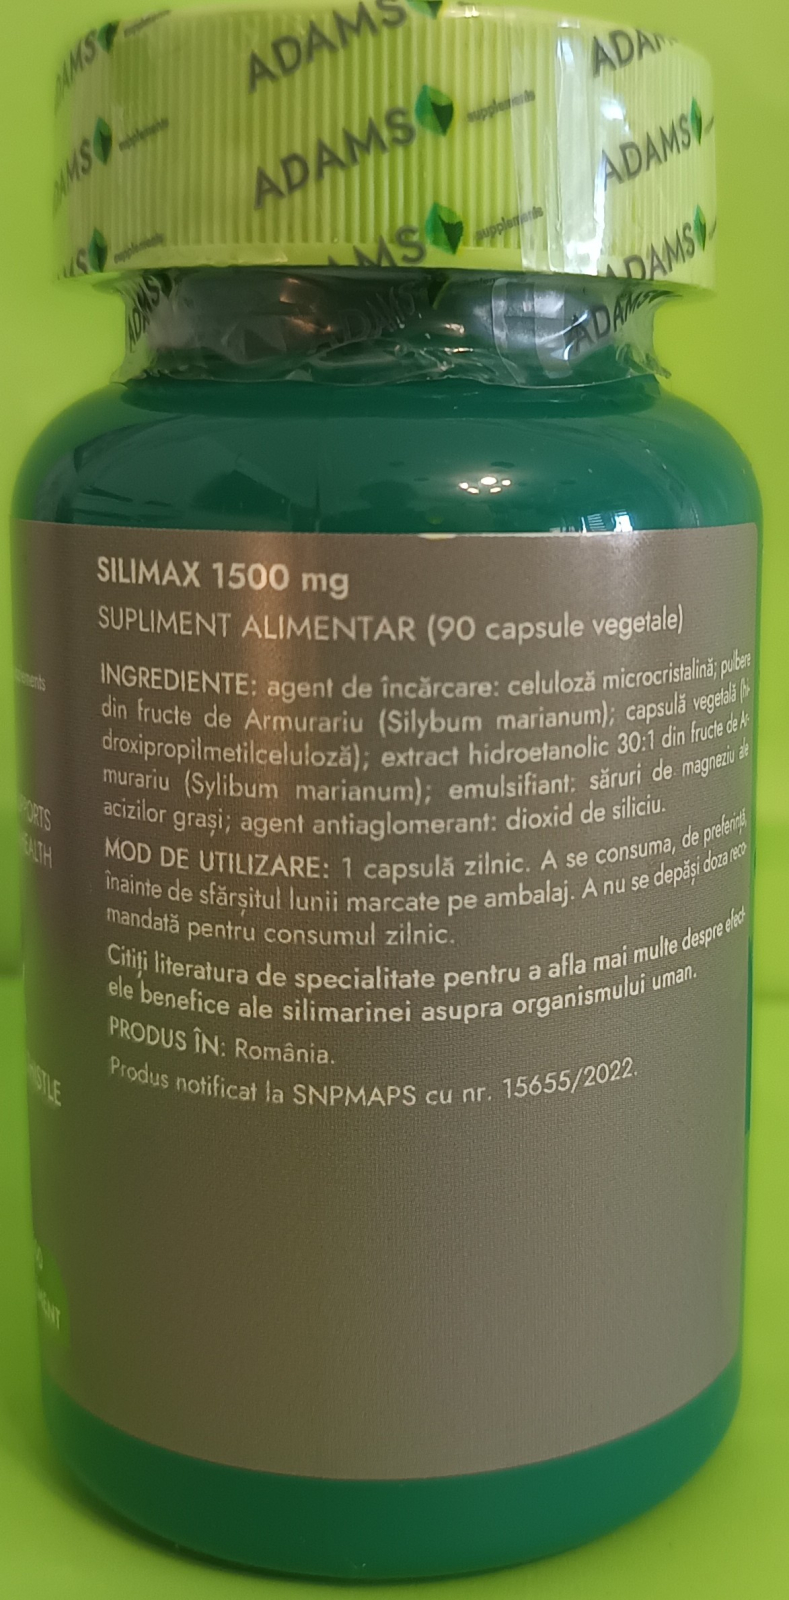 ADAMS
ADAMS
ADAMS supplements
ADAMS
supplements
ADAMS
supplements
SILIMAX 1500 mg
SUPLIMENT ALIMENTAR (90 capsule vegetale)
INGREDIENTE: agent de încărcare: celuloză microcristalină; pulbere
din fructe de Armurariu (Silybum marianum); capsulă vegetală (hi-
droxipropilmetilceluloză); extract hidroetanolic 30:1 din fructe de Ar-
murariu (Sylibum marianum); emulsifiant: săruri de magneziu ale
acizilor grași; agent antiaglomerant: dioxid de siliciu.
MOD DE UTILIZARE: 1 capsulă zilnic. A se consuma, de preferință,
înainte de sfârșitul lunii marcate pe ambalaj. A nu se depăși doza reco-
mandată pentru consumul zilnic.
Citiți literatura de specialitate pentru a afla mai multe despre efect-
ele benefice ale silimarinei asupra organismului uman.
PRODUS ÎN: România.
Produs notificat la SNPMAPS cu nr. 15655/2022.